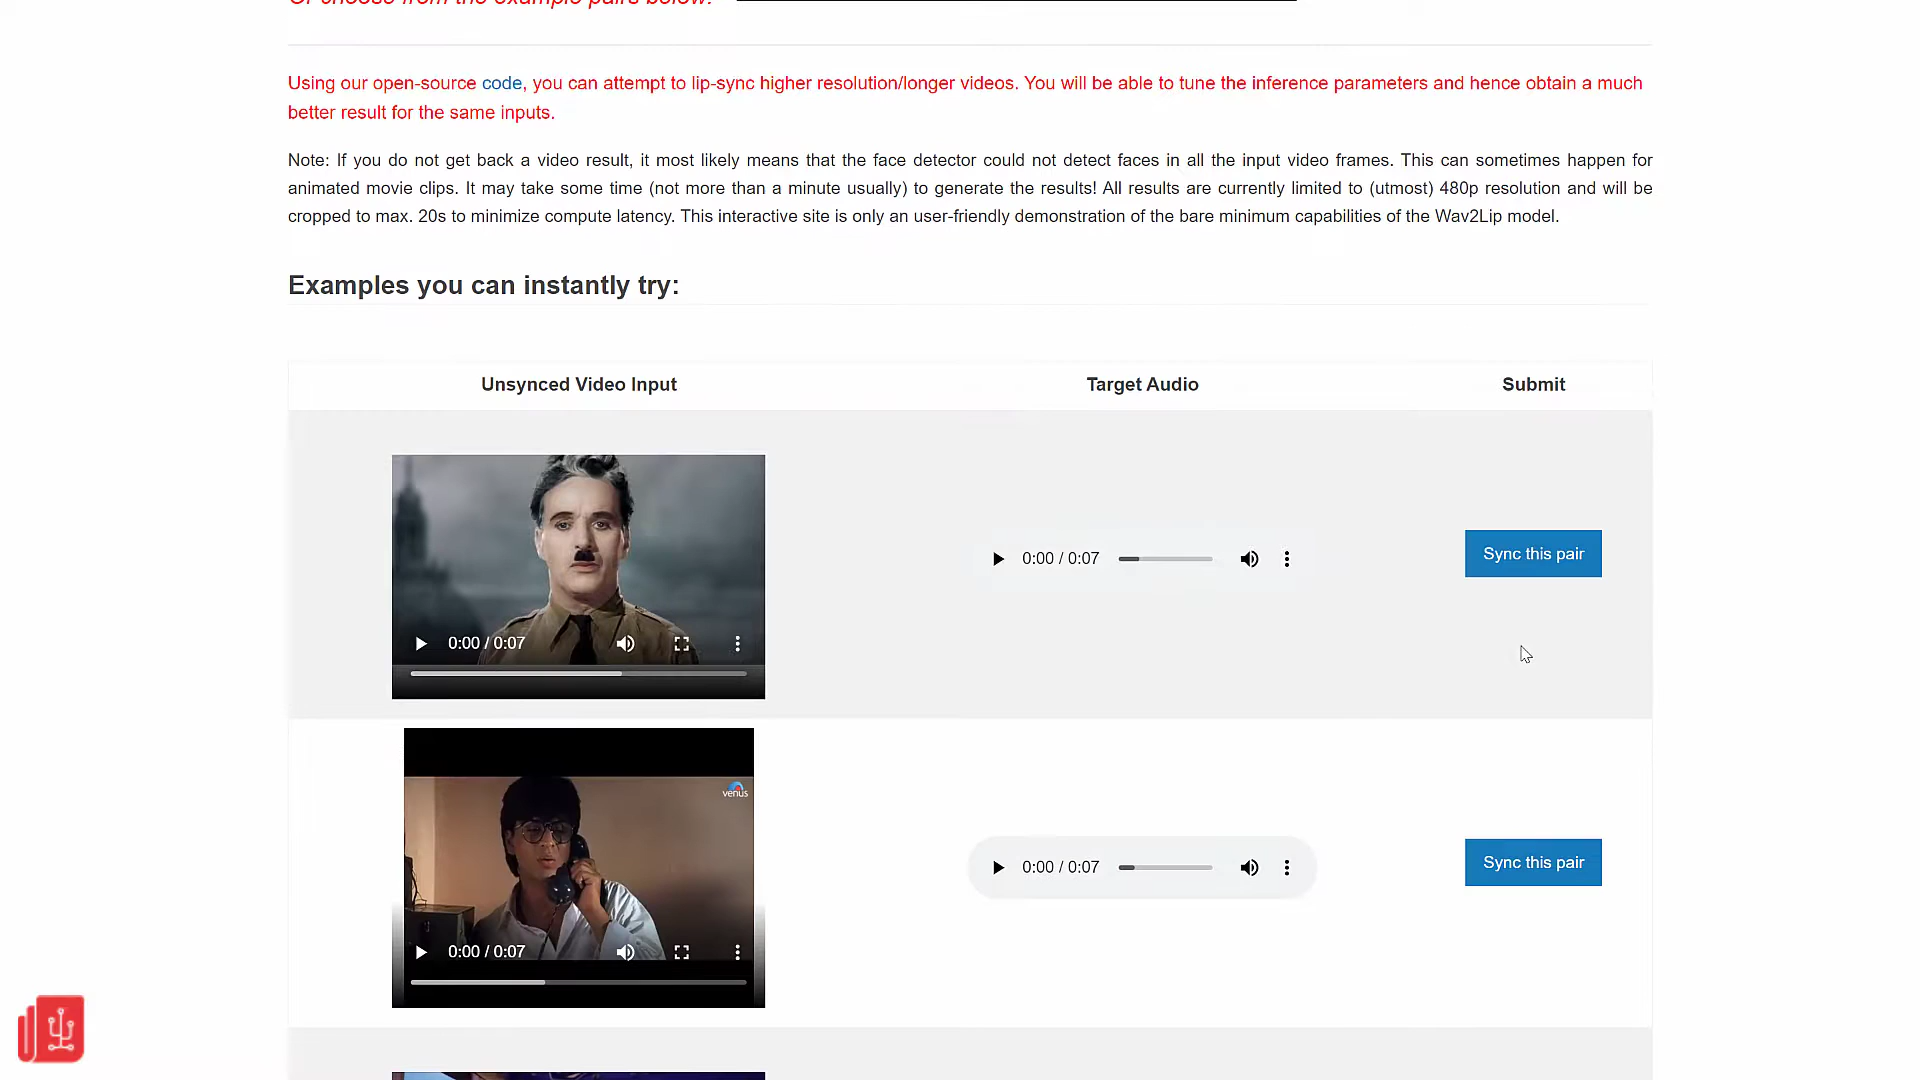 Or choose from the example pairs below:
Using our open-source code, you can attempt to lip-sync higher resolution/longer videos. You will be able to tune the inference parameters and hence obtain a much
better result for the same inputs.
Note: If you do not get back a video result, it most likely means that the face detector could not detect faces in all the input video frames. This can sometimes happen for
animated movie clips. It may take some time (not more than a minute usually) to generate the results! All results are currently limited to (utmost) 480p resolution and will be
cropped to max. 20s to minimize compute latency. This interactive site is only an user-friendly demonstration of the bare minimum capabilities of the Wav2Lip model.
Examples you can instantly try:
Unsynced Video Input Target Audio Submit
0:00 / 0:07
0:00 / 0:07
Sync this pair
venus
0:00 / 0:07
0:00 / 0:07
Sync this pair